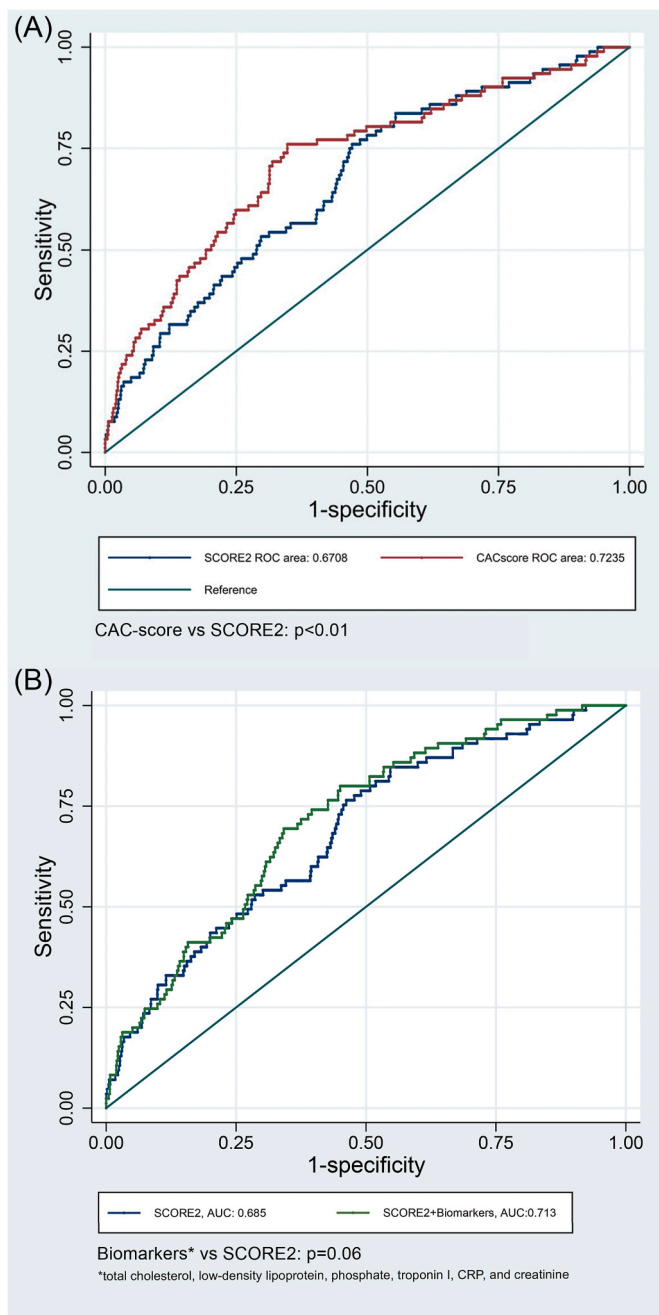 (A)
1.00
0.75
0.50
0.25
0.00
Sensitivity
0.00 0.25 0.50 0.75 1.00
1-specificity
SCORE2 ROC area: 0.6708 CACscore ROC area: 0.7235
Reference
CAC-score vs SCORE2: p<0.01
(B)
1.00
0.75
0.50
0.25
0.00
Sensitivity
0.00 0.25 0.50 0.75 1.00
1-specificity
SCORE2, AUC: 0.685 SCORE2+Biomarkers, AUC:0.713
Biomarkers* vs SCORE2: p=0.06
*total cholesterol, low-density lipoprotein, phosphate, troponin I, CRP, and creatinine